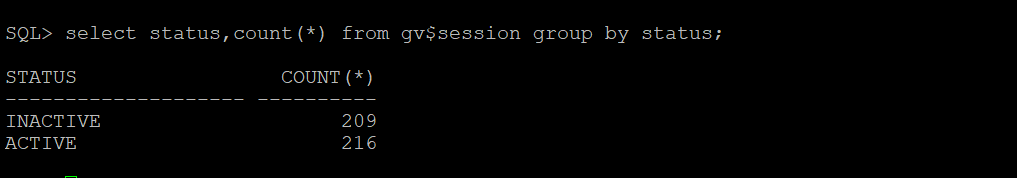 SQL> select status,count(*) from gv$session group by status;
STATUS                 COUNT(*)
-------------------- ----------
INACTIVE                    209
ACTIVE                      216